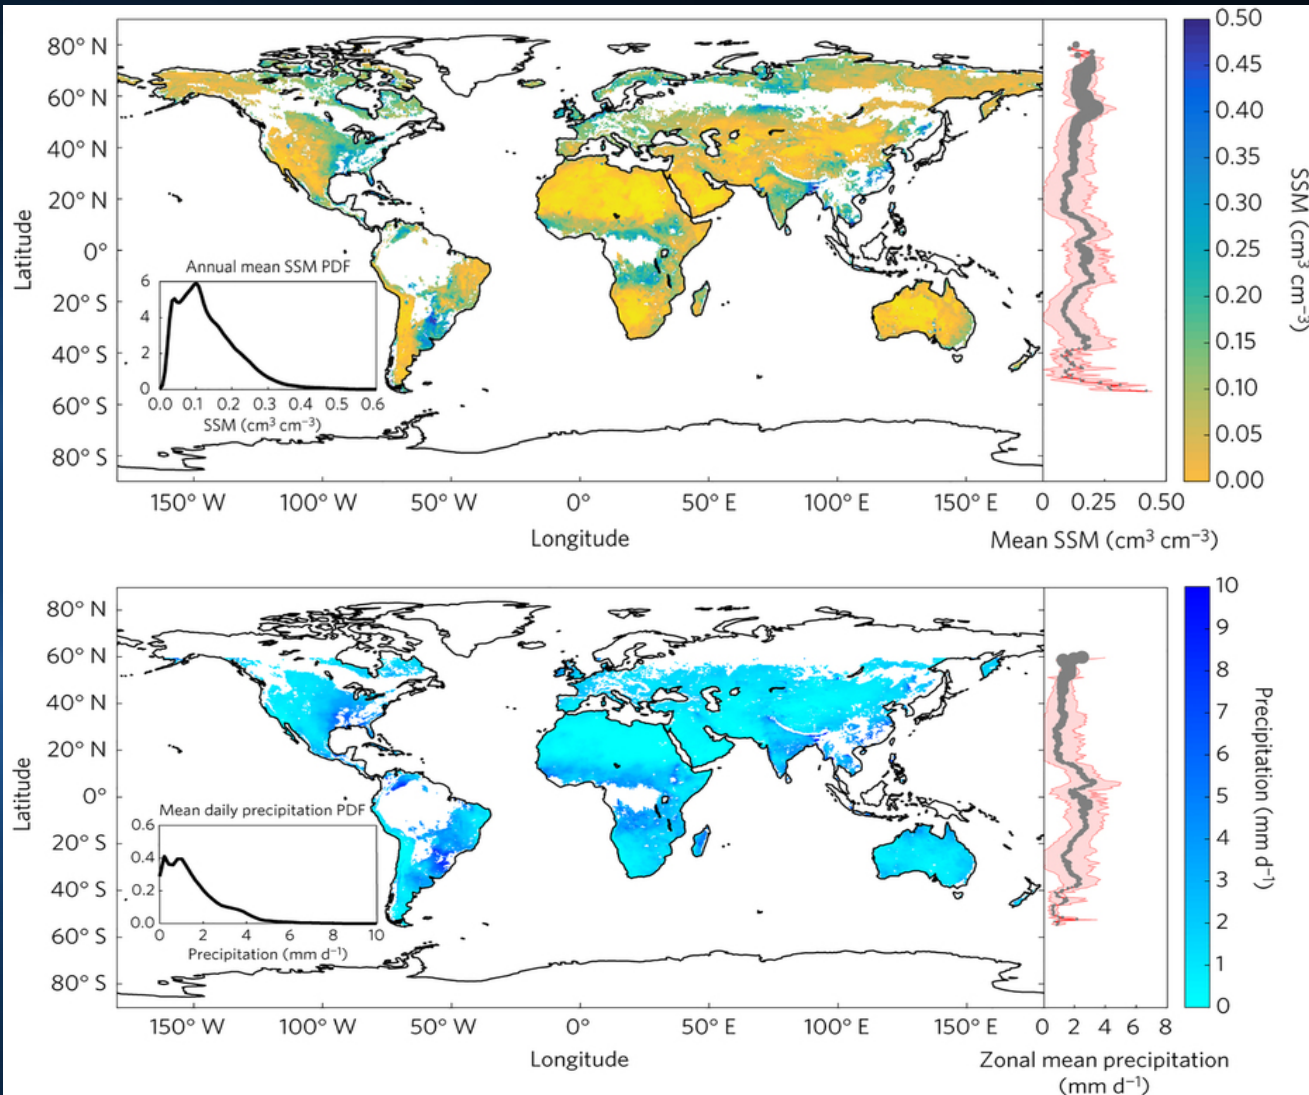 80° N
60° N
40° N
20° N
0°
20° S
40° S
60° S
80° S
Latitude
Annual mean SSM PDF
6
4
2
0
0.0 0.1 0.2 0.3 0.4 0.5 0.6
SSM (cm³ cm⁻³)
150° W 100° W 50° W 0° 50° E 100° E 150° E
Longitude
0 0.25 0.50
Mean SSM (cm³ cm⁻³)
0.50
0.45
0.40
0.35
0.30
0.25
0.20
0.15
0.10
0.05
0.00
SSM (cm³ cm⁻³)
80° N
60° N
40° N
20° N
0°
20° S
40° S
60° S
80° S
Latitude
Mean daily precipitation PDF
0.6
0.4
0.2
0.0
0 2 4 6 8 10
Precipitation (mm d⁻¹)
150° W 100° W 50° W 0° 50° E 100° E 150° E
Longitude
0 2 4 6 8
Zonal mean precipitation
(mm d⁻¹)
10
9
8
7
6
5
4
3
2
1
0
Precipitation (mm d⁻¹)